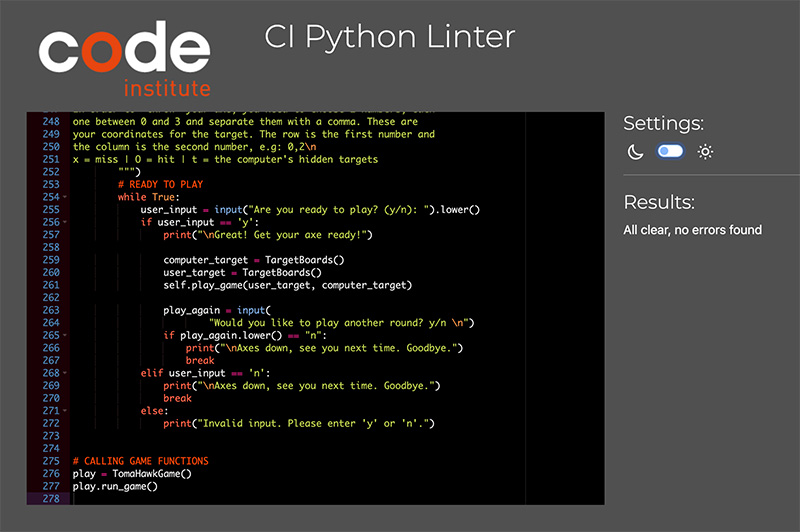 code
institute
CI Python Linter
248 one between 0 and 3 and separate them with a comma. These are
249 your coordinates for the target. The row is the first number and
250 the column is the second number, e.g: 0,2\n
251 x = miss | O = hit | t = the computer's hidden targets
252 """)
253 # READY TO PLAY
254 while True:
255 user_input = input("Are you ready to play? (y/n): ").lower()
256 if user_input == 'y':
257 print("\nGreat! Get your axe ready!")
258
259 computer_target = TargetBoards()
260 user_target = TargetBoards()
261 self.play_game(user_target, computer_target)
262
263 play_again = input(
264 "Would you like to play another round? y/n \n")
265 if play_again.lower() == "n":
266 print("\nAxes down, see you next time. Goodbye.")
267 break
268 elif user_input == 'n':
269 print("\nAxes down, see you next time. Goodbye.")
270 break
271 else:
272 print("Invalid input. Please enter 'y' or 'n'.")
273
274
275 # CALLING GAME FUNCTIONS
276 play = TomaHawkGame()
277 play.run_game()
278
Settings:
Results:
All clear, no errors found